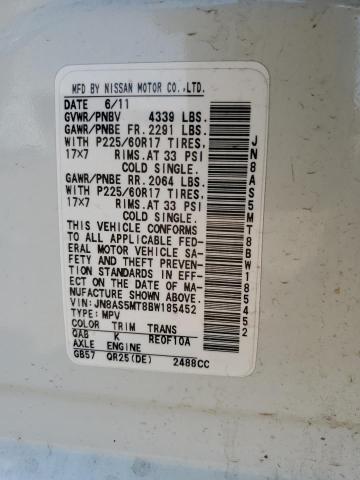 MFD BY NISSAN MOTOR CO.,LTD.
DATE 6/11
GVWR/PNBV 4339 LBS.
GAWR/PNBE FR. 2291 LBS.
WITH P225/60R17 TIRES,
17X7 RIMS. AT 33 PSI
COLD SINGLE.
GAWR/PNBE RR. 2064 LBS.
WITH P225/60R17 TIRES,
17X7 RIMS. AT 33 PSI
COLD SINGLE.
THIS VEHICLE CONFORMS
TO ALL APPLICABLE FED-
ERAL MOTOR VEHICLE SA-
FETY AND THEFT PREVEN-
TION STANDARDS IN EFF-
ECT ON THE DATE OF MA-
NUFACTURE SHOWN ABOVE.
VIN: JN8AS5MT8BW185452
TYPE: MPV
COLOR TRIM TRANS
QAB K RE0F10A
AXLE ENGINE
GB57 QR25(DE) 2488CC
JN8AS5MT8BW185452